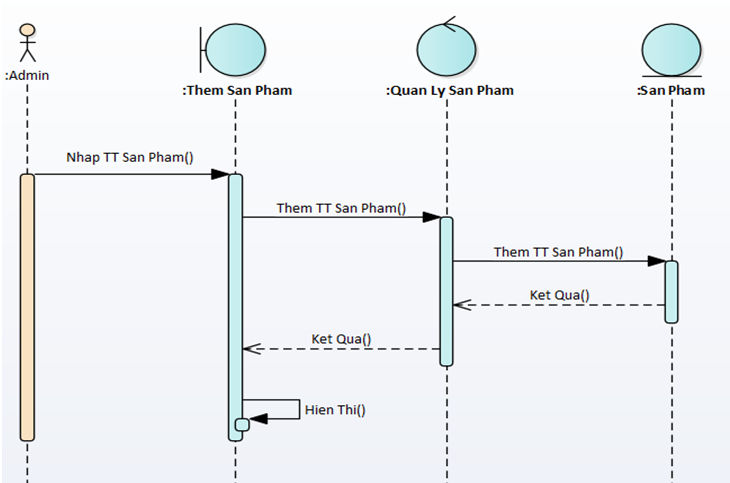 :Admin
:Them San Pham
:Quan Ly San Pham
:San Pham
Nhap TT San Pham()
Them TT San Pham()
Them TT San Pham()
Ket Qua()
Ket Qua()
Hien Thi()